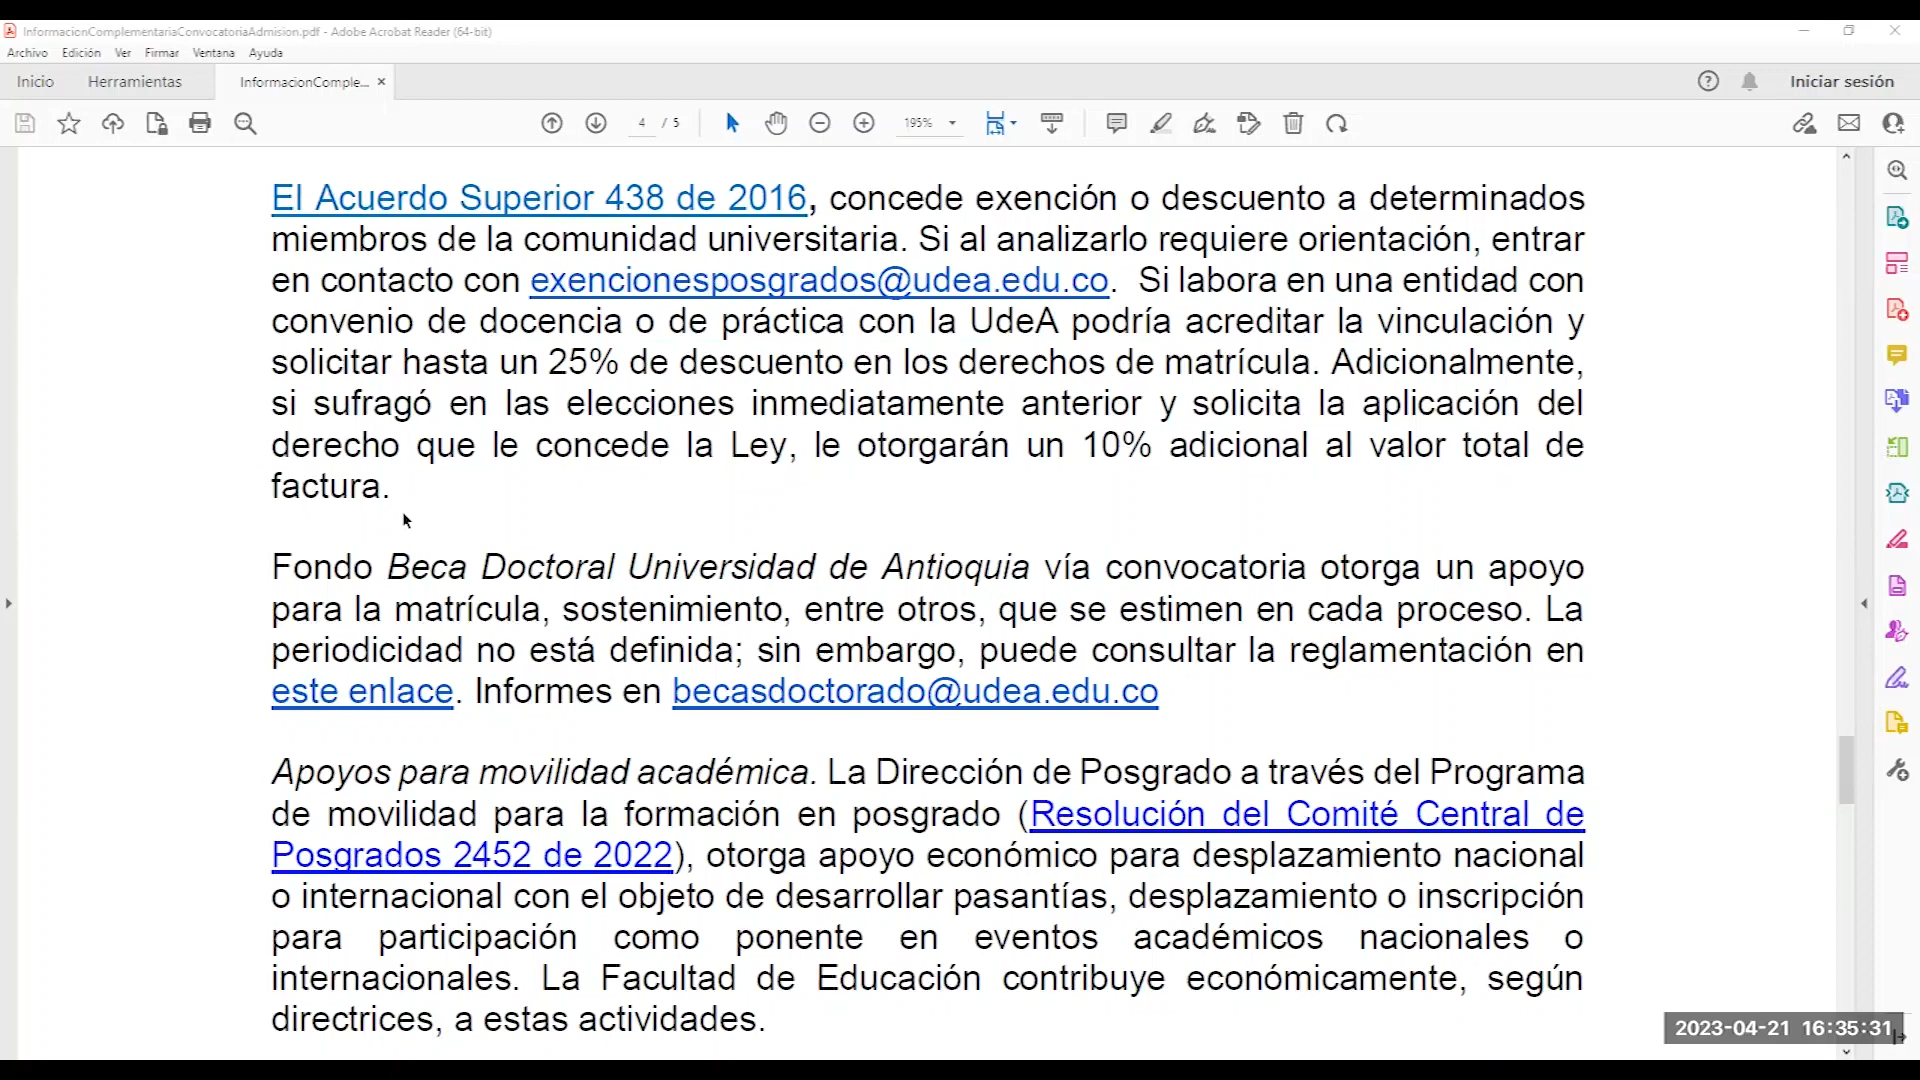 InformacionComplementariaConvocatoriaAdmision.pdf - Adobe Acrobat Reader (64-bit)
Archivo Edición Ver Firmar Ventana Ayuda
Inicio Herramientas InformacionComple... × Iniciar sesión
4 / 5 195%
El Acuerdo Superior 438 de 2016, concede exención o descuento a determinados
miembros de la comunidad universitaria. Si al analizarlo requiere orientación, entrar
en contacto con exencionesposgrados@udea.edu.co. Si labora en una entidad con
convenio de docencia o de práctica con la UdeA podría acreditar la vinculación y
solicitar hasta un 25% de descuento en los derechos de matrícula. Adicionalmente,
si sufragó en las elecciones inmediatamente anterior y solicita la aplicación del
derecho que le concede la Ley, le otorgarán un 10% adicional al valor total de
factura.
Fondo Beca Doctoral Universidad de Antioquia vía convocatoria otorga un apoyo
para la matrícula, sostenimiento, entre otros, que se estimen en cada proceso. La
periodicidad no está definida; sin embargo, puede consultar la reglamentación en
este enlace. Informes en becasdoctorado@udea.edu.co
Apoyos para movilidad académica. La Dirección de Posgrado a través del Programa
de movilidad para la formación en posgrado (Resolución del Comité Central de
Posgrados 2452 de 2022), otorga apoyo económico para desplazamiento nacional
o internacional con el objeto de desarrollar pasantías, desplazamiento o inscripción
para participación como ponente en eventos académicos nacionales o
internacionales. La Facultad de Educación contribuye económicamente, según
directrices, a estas actividades.
2023-04-21 16:35:31